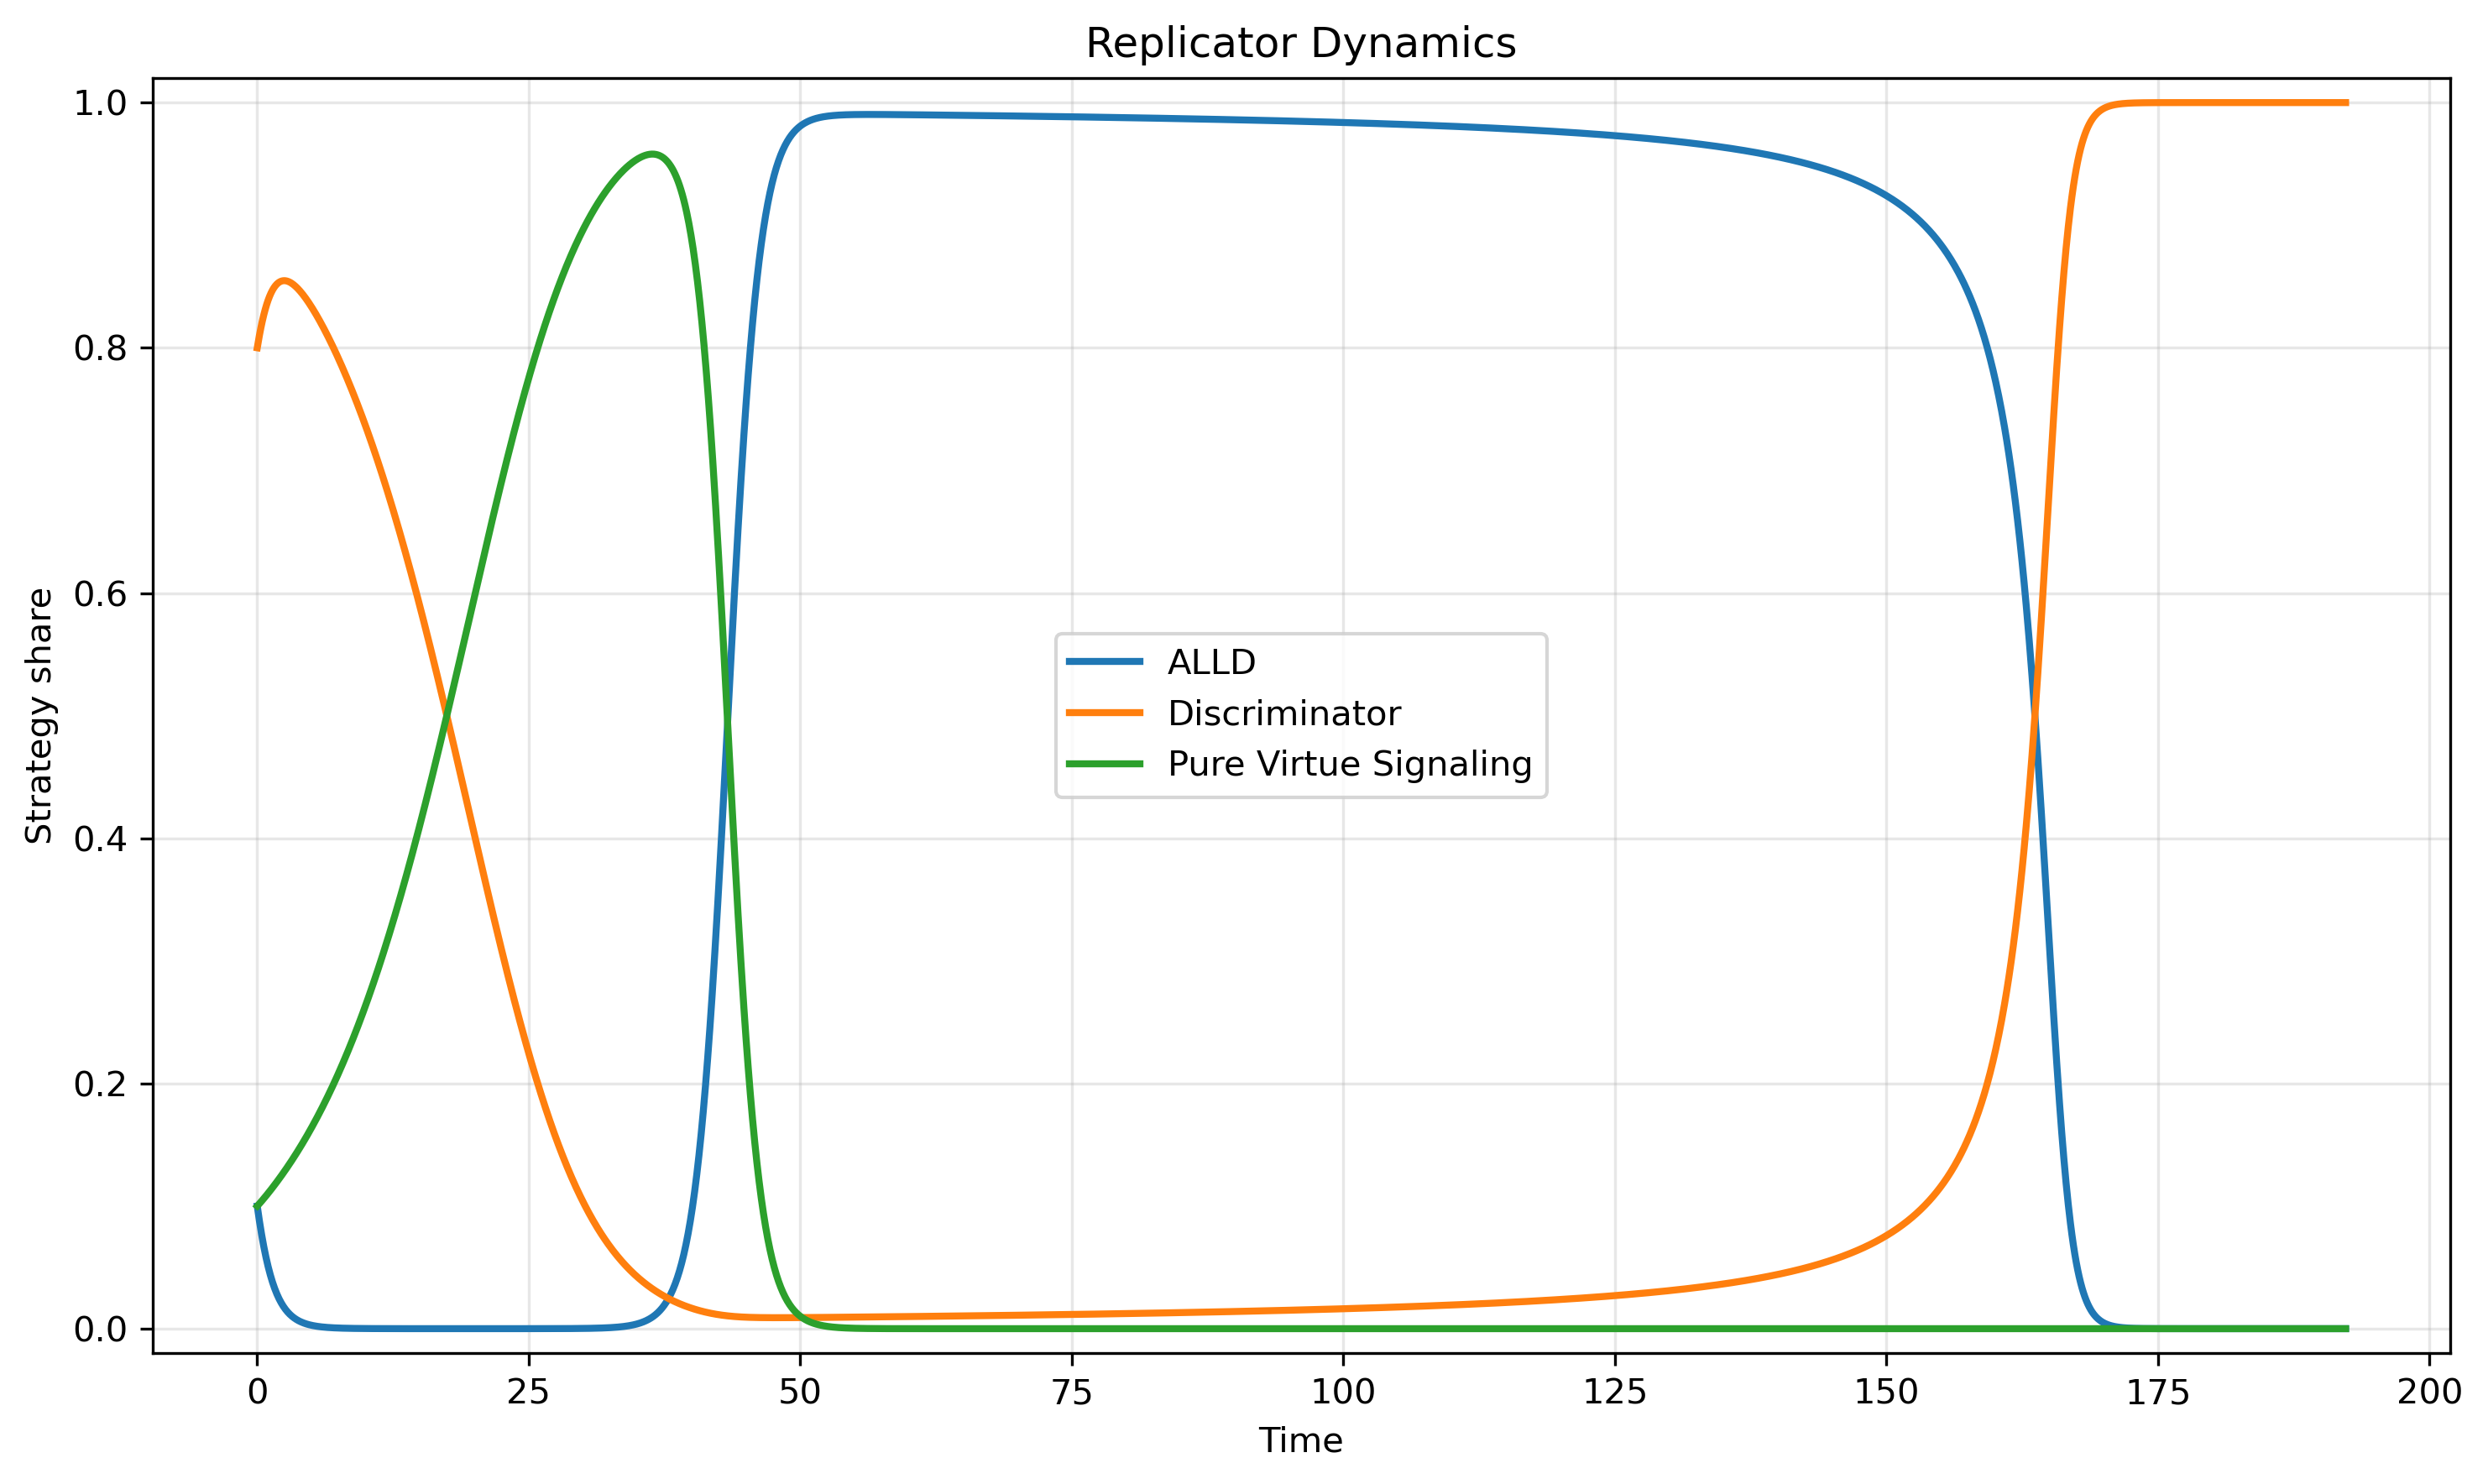 Replicator Dynamics
Strategy share
1.0
0.8
0.6
0.4
0.2
0.0
ALLD
Discriminator
Pure Virtue Signaling
0 25 50 75 100 125 150 175 200
Time